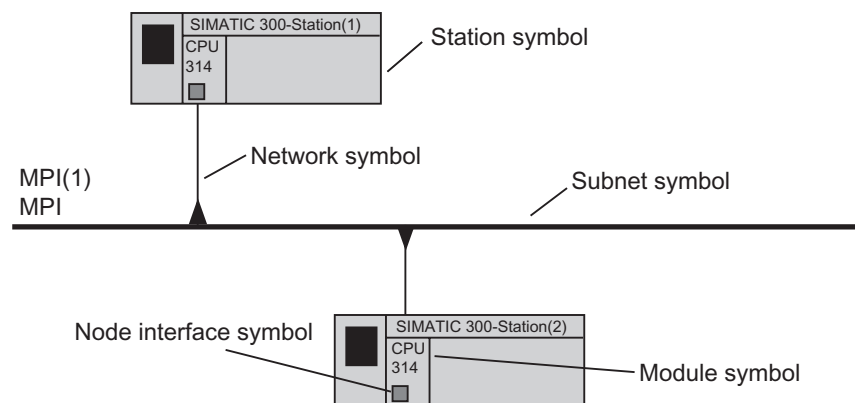 SIMATIC 300-Station(1)
CPU
314
Station symbol
Network symbol
MPI(1)
MPI
Subnet symbol
Node interface symbol
SIMATIC 300-Station(2)
CPU
314
Module symbol